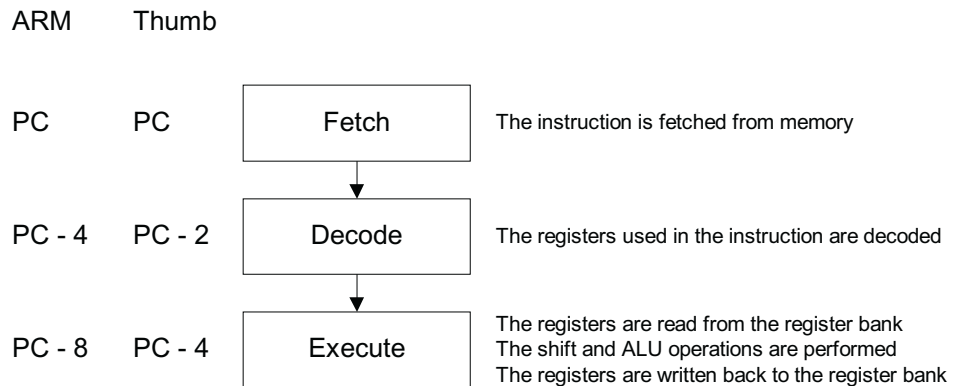 ARM Thumb
PC PC Fetch The instruction is fetched from memory
PC - 4 PC - 2 Decode The registers used in the instruction are decoded
The registers are read from the register bank
PC - 8 PC - 4 Execute The shift and ALU operations are performed
The registers are written back to the register bank